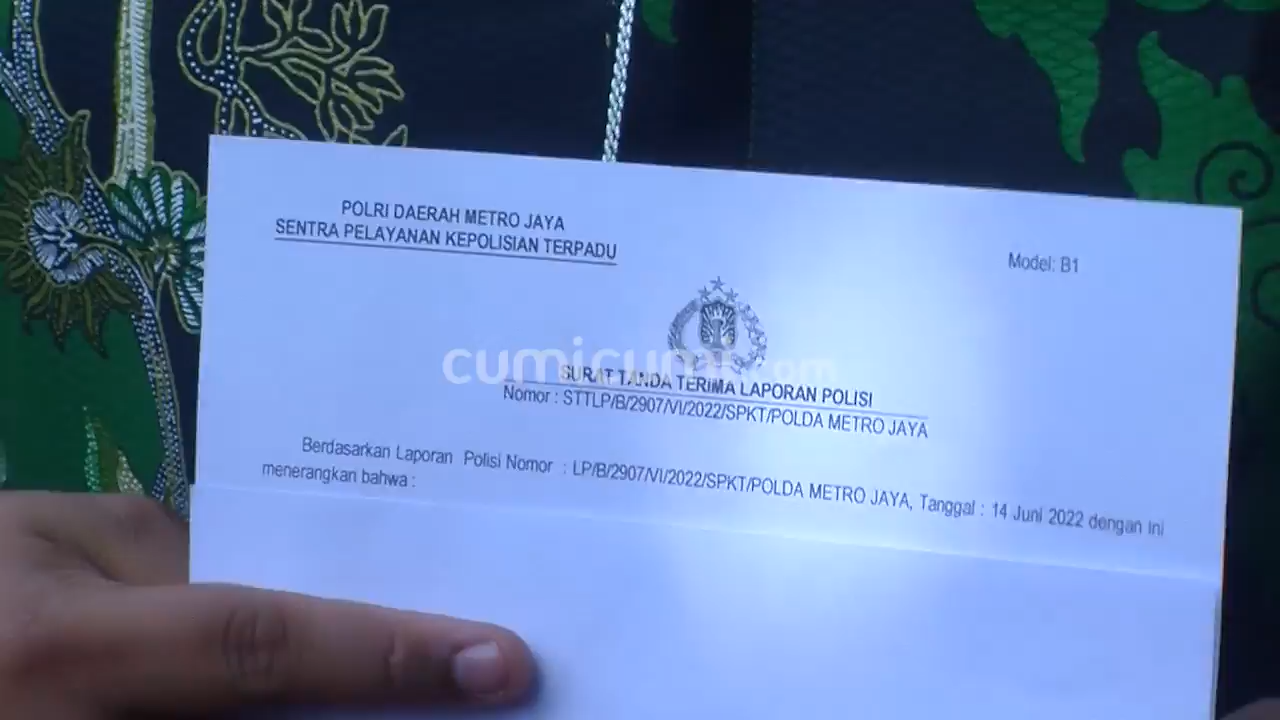 POLRI DAERAH METRO JAYA
SENTRA PELAYANAN KEPOLISIAN TERPADU
Model: B1
cumicumi.com
SURAT TANDA TERIMA LAPORAN POLISI
Nomor : STTLP/B/2907/VI/2022/SPKT/POLDA METRO JAYA
Berdasarkan Laporan Polisi Nomor : LP/B/2907/VI/2022/SPKT/POLDA METRO JAYA, Tanggal : 14 Juni 2022 dengan ini
menerangkan bahwa :